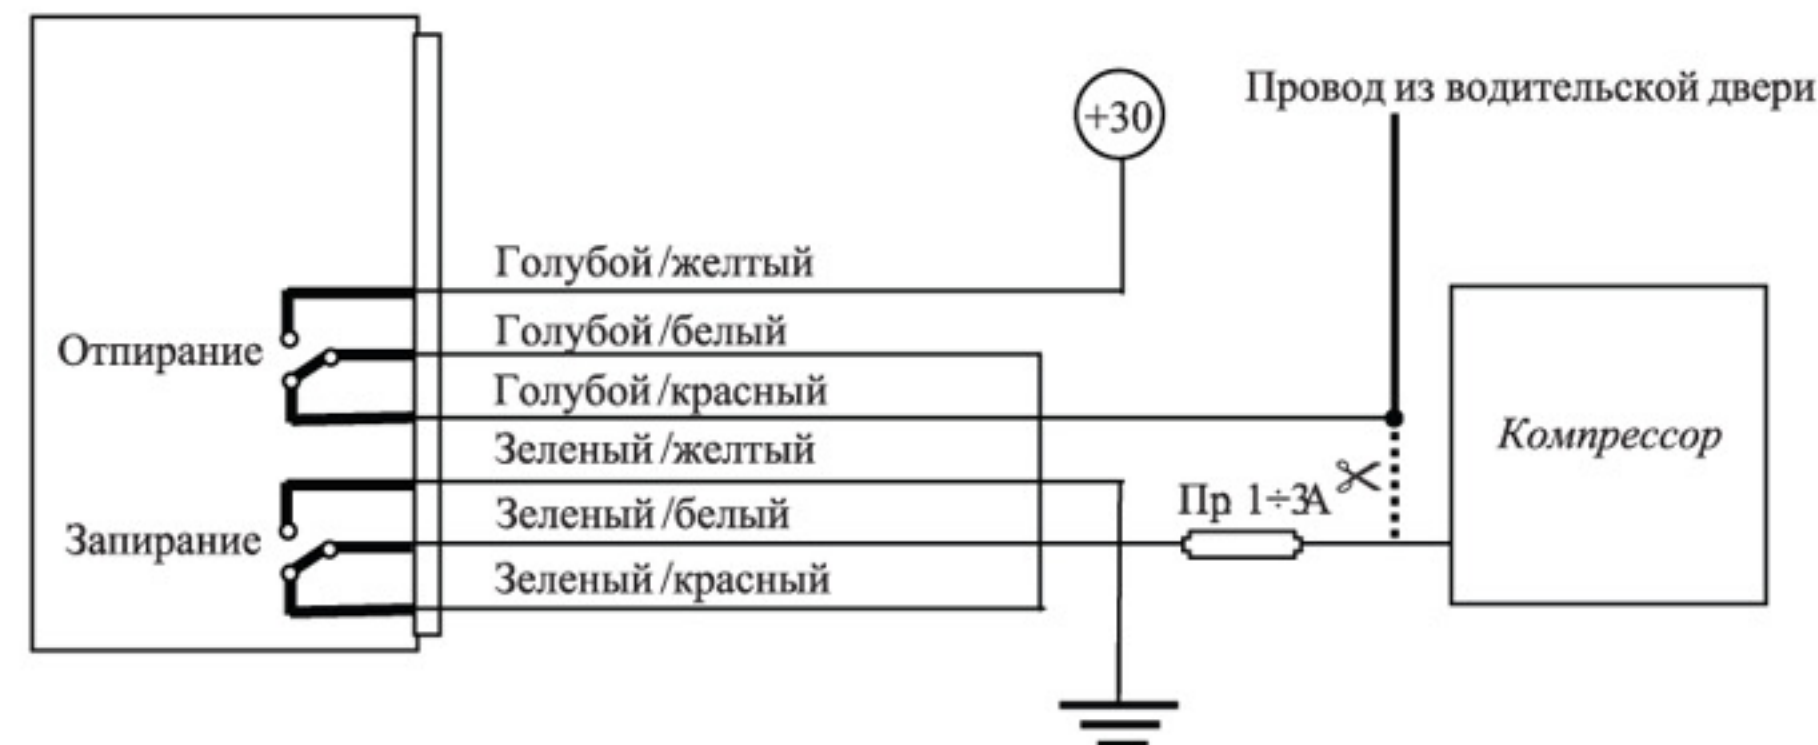 +30
Провод из водительской двери
Голубой/желтый
Голубой/белый
Отпирание
Голубой/красный
Компрессор
Зеленый/желтый
Пр 1÷3А
Зеленый/белый
Запирание
Зеленый/красный